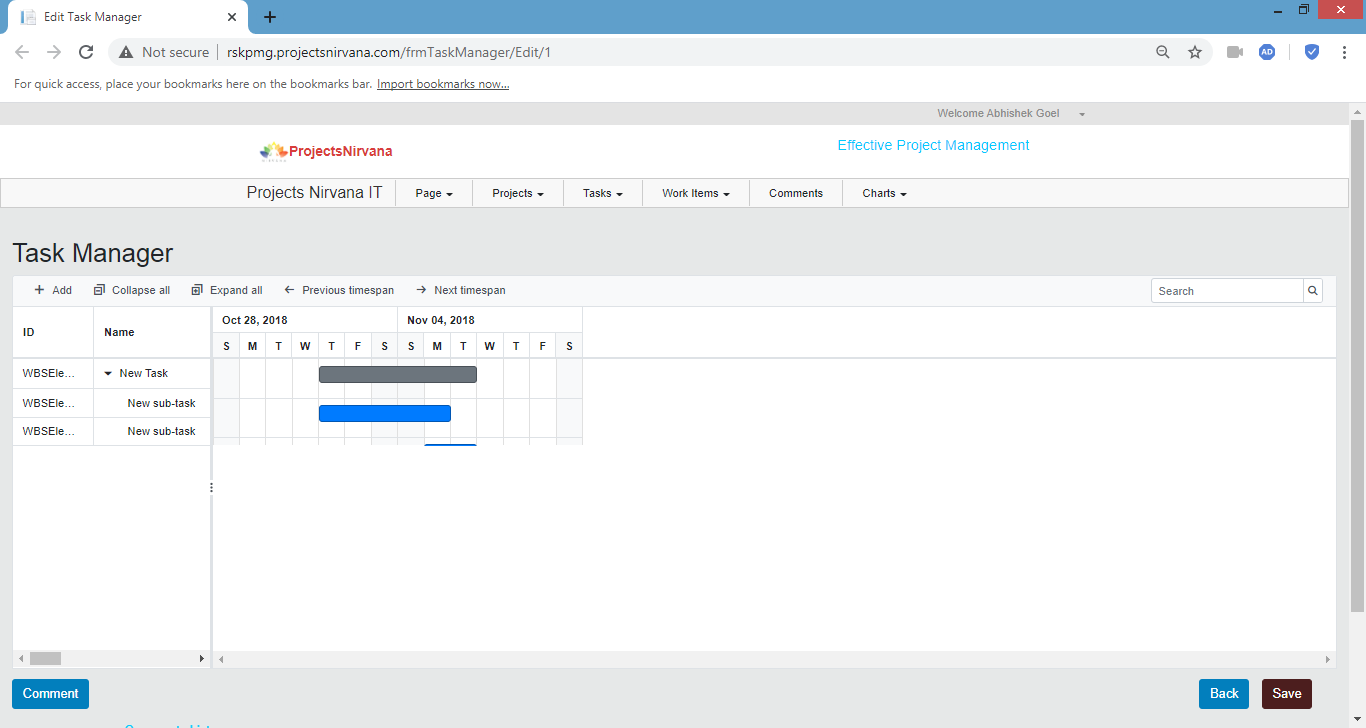 Edit Task Manager
Not secure rskpmg.projectsnirvana.com/frmTaskManager/Edit/1 AD
For quick access, place your bookmarks here on the bookmarks bar. Import bookmarks now...
Welcome Abhishek Goel
ProjectsNirvana
Effective Project Management
Projects Nirvana IT Page Projects Tasks Work Items Comments Charts
Task Manager
Add Collapse all Expand all Previous timespan Next timespan Search
ID Name Oct 28, 2018 Nov 04, 2018
S M T W T F S S M T W T F S
WBSEle... New Task
WBSEle... New sub-task
WBSEle... New sub-task
Comment Back Save